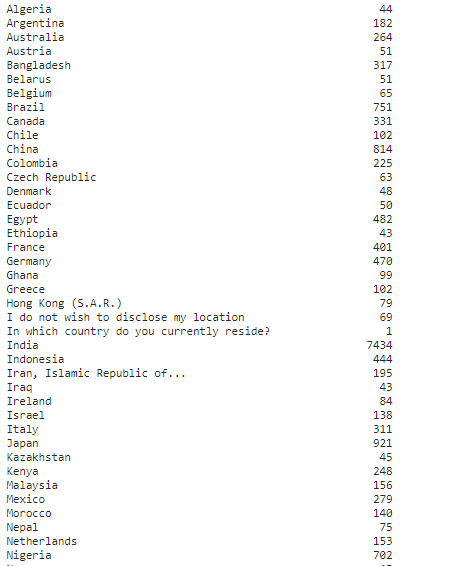 Algeria 44
Argentina 182
Australia 264
Austria 51
Bangladesh 317
Belarus 51
Belgium 65
Brazil 751
Canada 331
Chile 102
China 814
Colombia 225
Czech Republic 63
Denmark 48
Ecuador 50
Egypt 482
Ethiopia 43
France 401
Germany 470
Ghana 99
Greece 102
Hong Kong (S.A.R.) 79
I do not wish to disclose my location 69
In which country do you currently reside? 1
India 7434
Indonesia 444
Iran, Islamic Republic of... 195
Iraq 43
Ireland 84
Israel 138
Italy 311
Japan 921
Kazakhstan 45
Kenya 248
Malaysia 156
Mexico 279
Morocco 140
Nepal 75
Netherlands 153
Nigeria 702